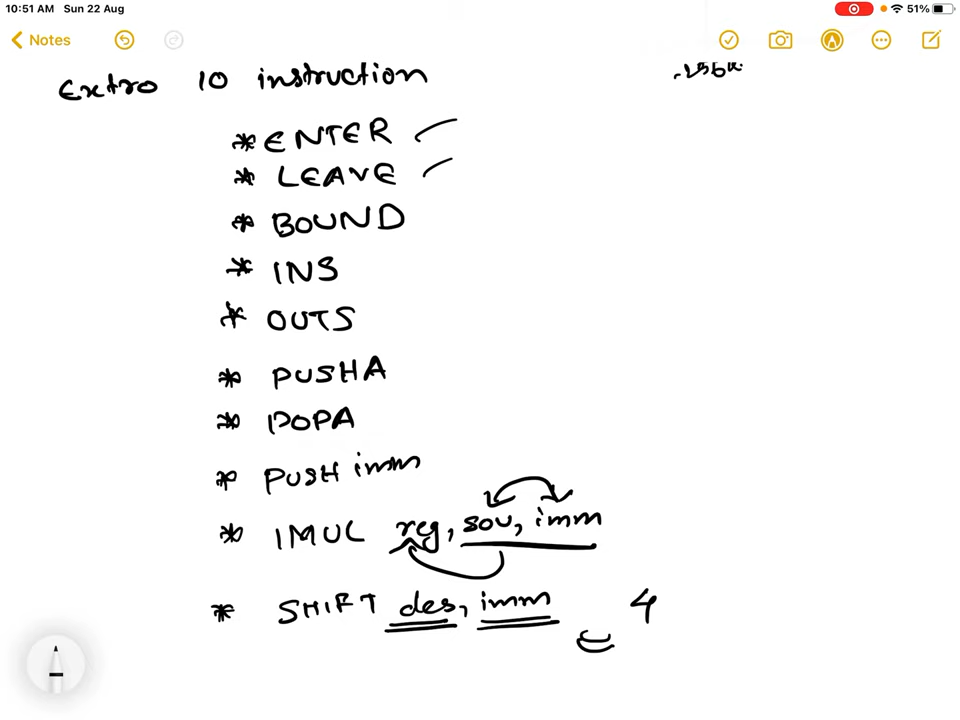 10:51 AM Sun 22 Aug 51%
Notes
Extro 10 instruction
* ENTER
* LEAVE
* BOUND
* INS
* OUTS
* PUSHA
* POPA
* PUSH imm
* IMUL reg, sou, imm
* SHIFT des, imm 4